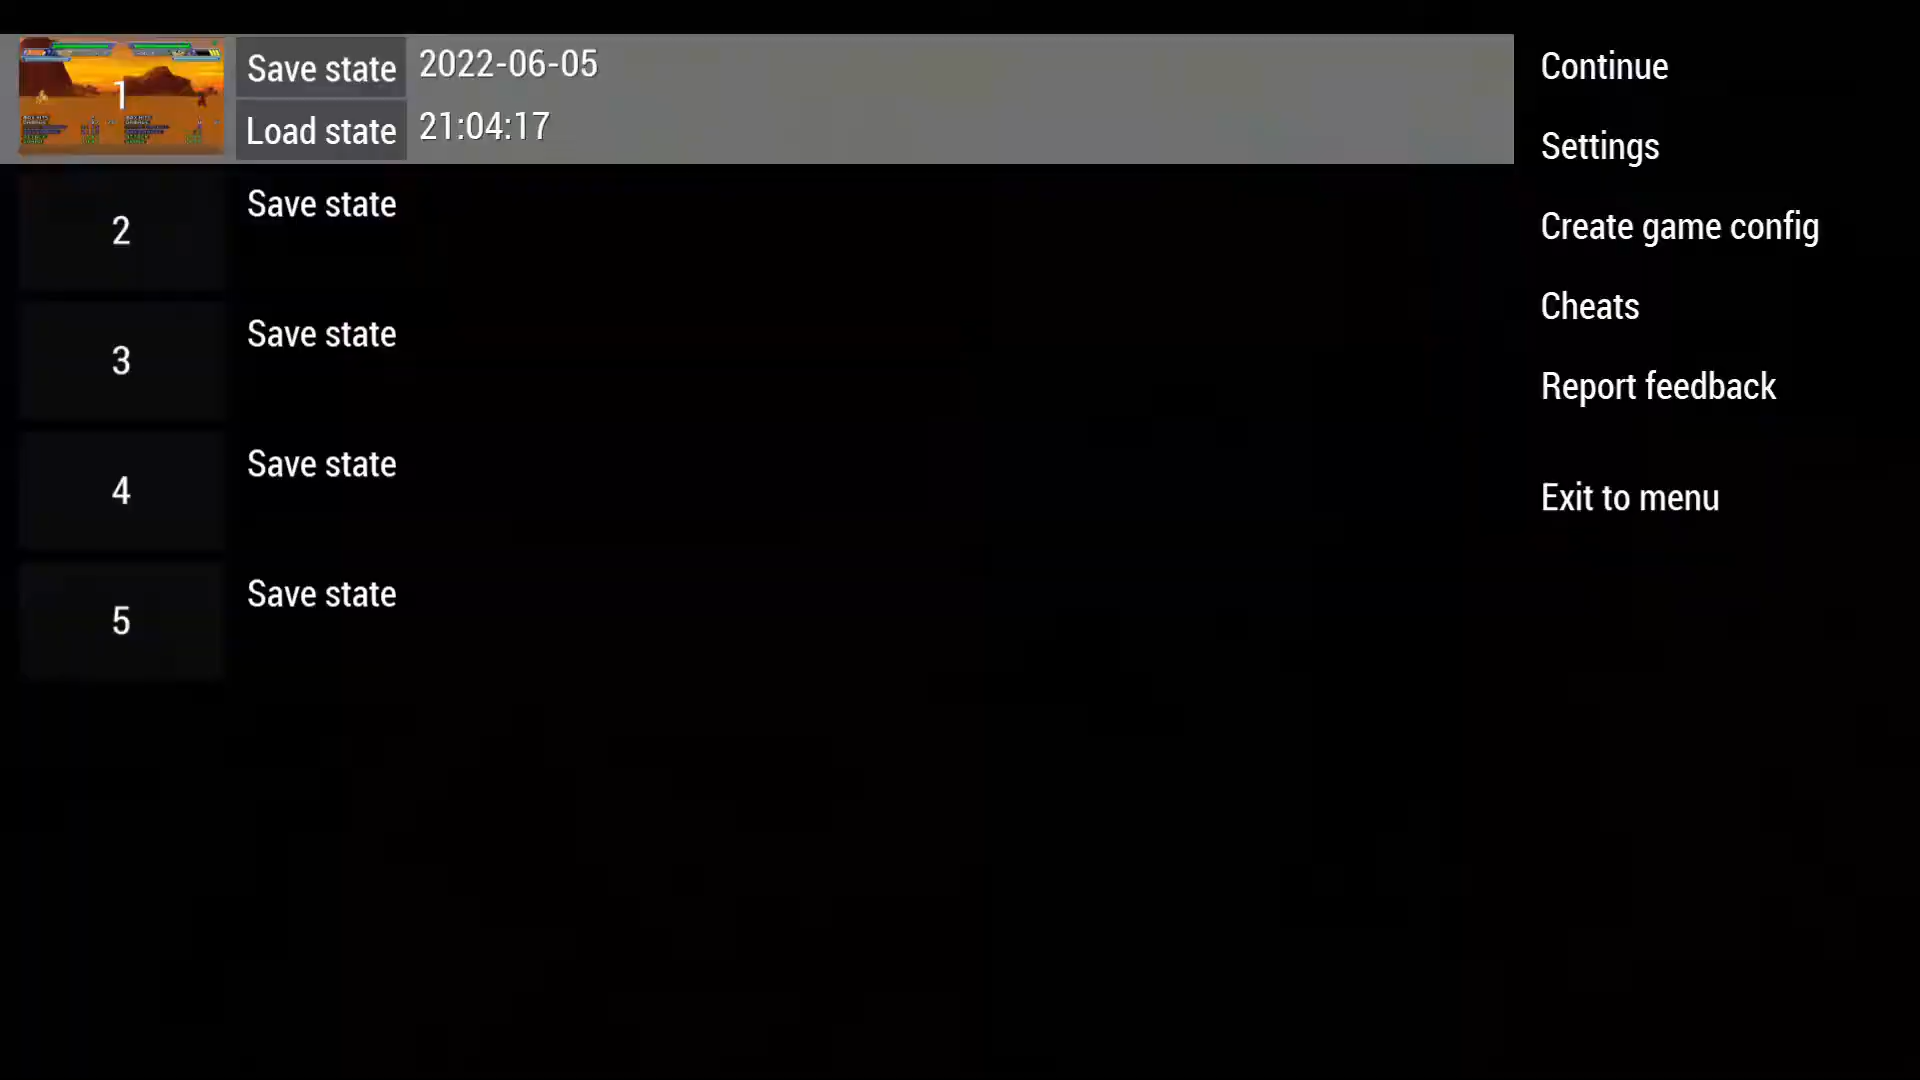 1
Save state
2022-06-05
Load state
21:04:17
2
Save state
3
Save state
4
Save state
5
Save state
Continue
Settings
Create game config
Cheats
Report feedback
Exit to menu